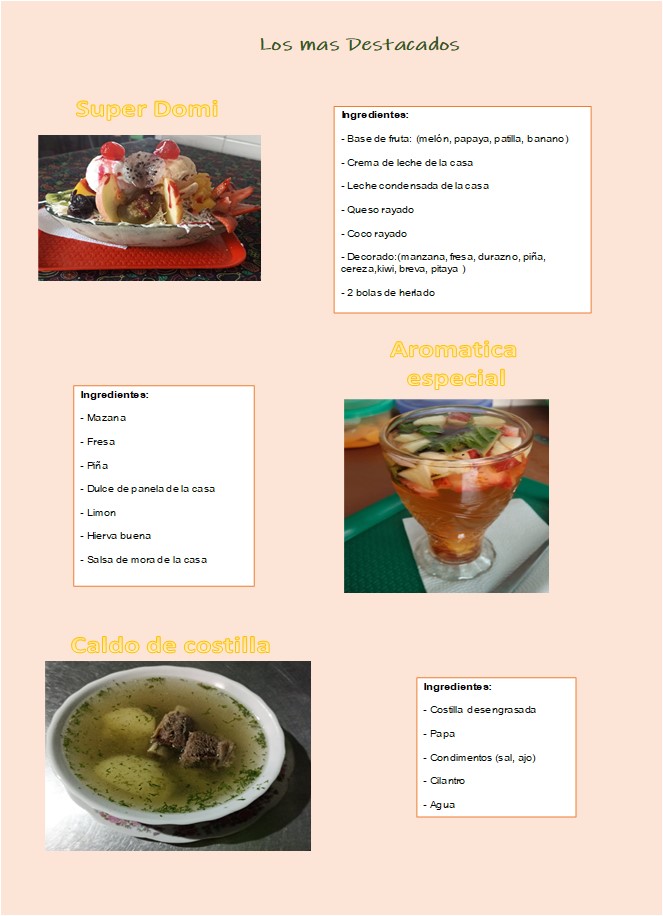 Los mas Destacados
Super Domi
Ingredientes:
- Base de fruta: (melón, papaya, patilla, banano)
- Crema de leche de la casa
- Leche condensada de la casa
- Queso rayado
- Coco rayado
- Decorado:(manzana, fresa, durazno, piña,
cereza,kiwi, breva, pitaya )
- 2 bolas de herlado
Aromatica
especial
Ingredientes:
- Mazana
- Fresa
- Piña
- Dulce de panela de la casa
- Limon
- Hierva buena
- Salsa de mora de la casa
Caldo de costilla
Ingredientes:
- Costilla desengrasada
- Papa
- Condimentos (sal, ajo)
- Cilantro
- Agua